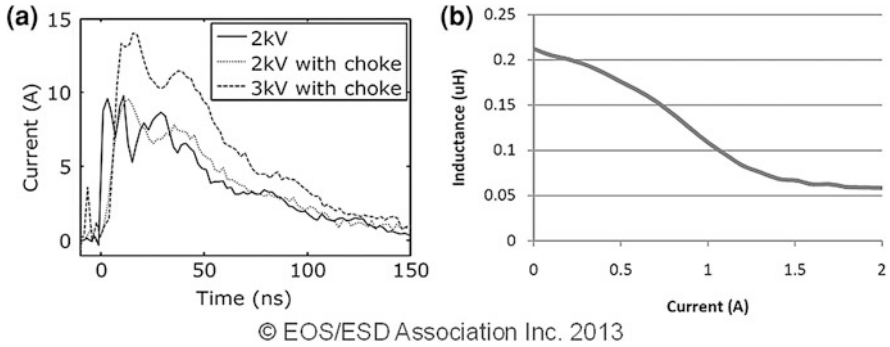 (a)
15
10
5
0
Current (A)
2kV
2kV with choke
3kV with choke
0 50 100 150
Time (ns)
(b)
0.25
0.2
0.15
0.1
0.05
0
Inductance (uH)
0 0.5 1 1.5 2
Current (A)
© EOS/ESD Association Inc. 2013